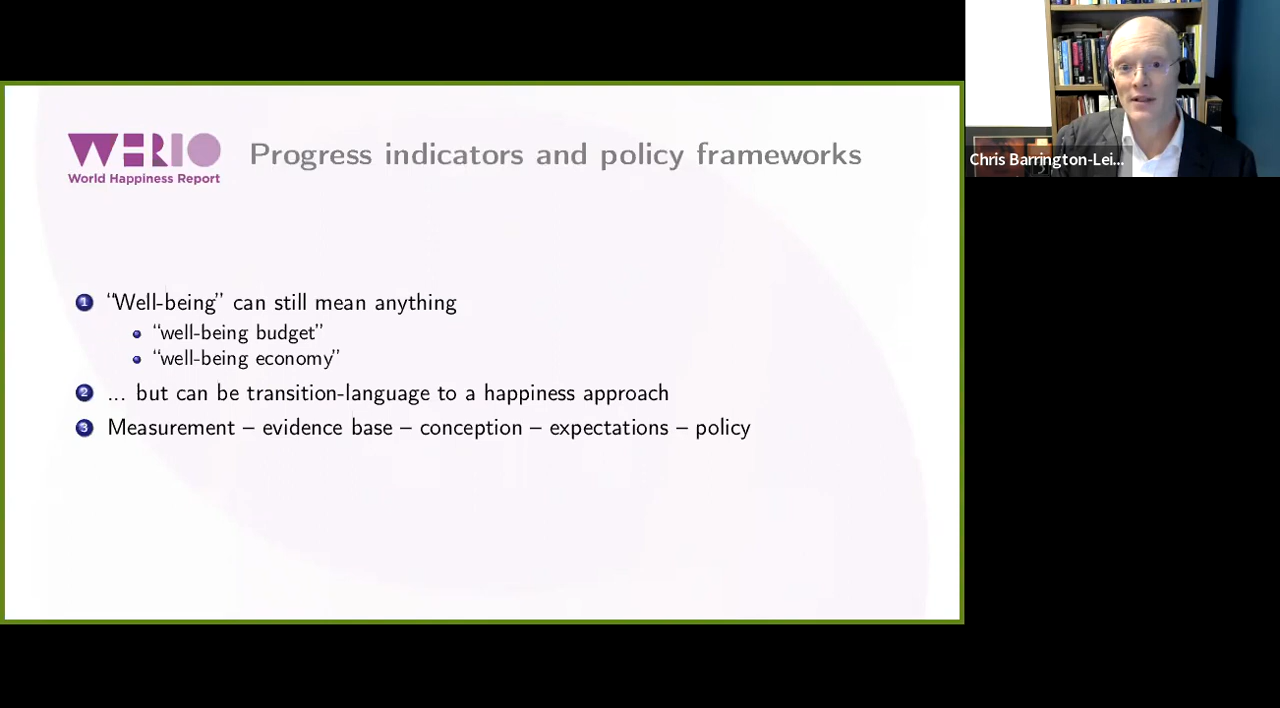 WHR10
World Happiness Report
Progress indicators and policy frameworks
1 “Well-being” can still mean anything
“well-being budget”
“well-being economy”
2 ... but can be transition-language to a happiness approach
3 Measurement – evidence base – conception – expectations – policy
Chris Barrington-Lei...